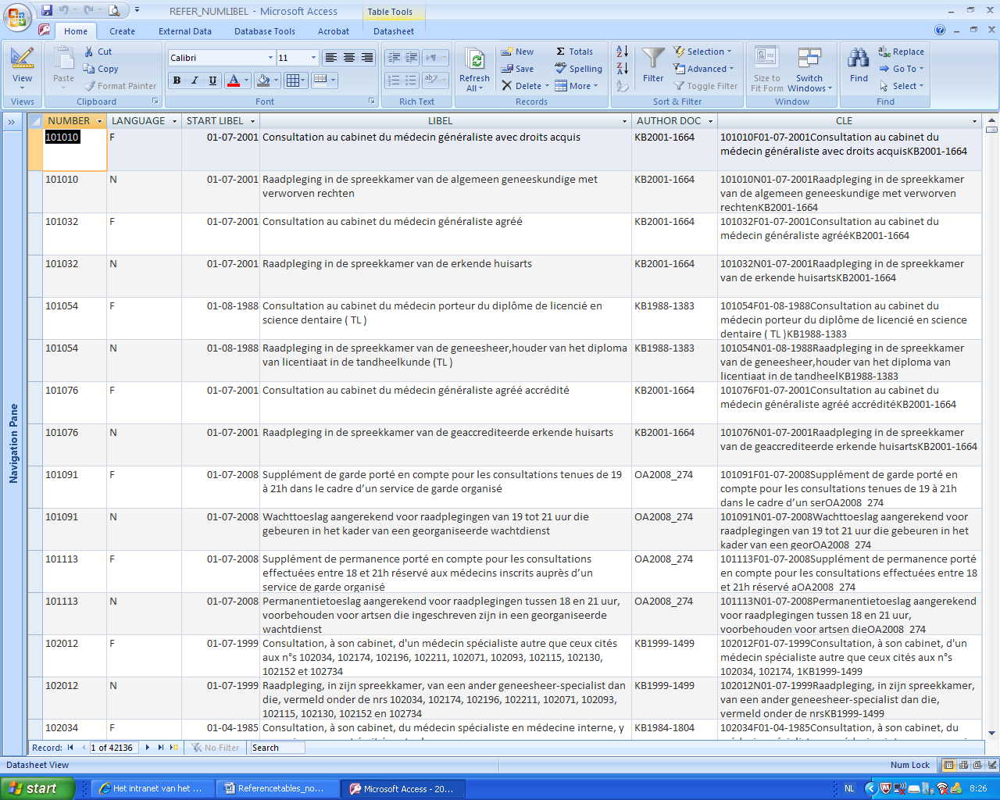 REFER_NUMLIBEL - Microsoft Access
Table Tools
Home Create External Data Database Tools Acrobat Datasheet
View
Views
Paste
Cut
Copy
Format Painter
Clipboard
Calibri 11
B I U A
Font
Rich Text
Refresh All
New
Save
Delete
Totals
Spelling
More
Records
Filter
Selection
Advanced
Toggle Filter
Sort & Filter
Size to Fit Form
Switch Windows
Window
Find
Replace
Go To
Select
Find
NUMBER LANGUAGE START LIBEL LIBEL AUTHOR DOC CLE
101010 F 01-07-2001 Consultation au cabinet du médecin généraliste avec droits acquis KB2001-1664 101010F01-07-2001Consultation au cabinet du
médecin généraliste avec droits acquisKB2001-1664
101010 N 01-07-2001 Raadpleging in de spreekkamer van de algemeen geneeskundige met KB2001-1664 101010N01-07-2001Raadpleging in de spreekkamer
verworven rechten van de algemeen geneeskundige met verworven
rechtenKB2001-1664
101032 F 01-07-2001 Consultation au cabinet du médecin généraliste agréé KB2001-1664 101032F01-07-2001Consultation au cabinet du
médecin généraliste agrééKB2001-1664
101032 N 01-07-2001 Raadpleging in de spreekkamer van de erkende huisarts KB2001-1664 101032N01-07-2001Raadpleging in de spreekkamer
van de erkende huisartsKB2001-1664
101054 F 01-08-1988 Consultation au cabinet du médecin porteur du diplôme de licencié en KB1988-1383 101054F01-08-1988Consultation au cabinet du
science dentaire ( TL ) médecin porteur du diplôme de licencié en science
dentaire ( TL )KB1988-1383
101054 N 01-08-1988 Raadpleging in de spreekkamer van de geneesheer,houder van het diploma KB1988-1383 101054N01-08-1988Raadpleging in de spreekkamer
van licentiaat in de tandheelkunde (TL ) van de geneesheer,houder van het diploma van
licentiaat in de tandheelKB1988-1383
101076 F 01-07-2001 Consultation au cabinet du médecin généraliste agréé accrédité KB2001-1664 101076F01-07-2001Consultation au cabinet du
médecin généraliste agréé accréditéKB2001-1664
101076 N 01-07-2001 Raadpleging in de spreekkamer van de geaccrediteerde erkende huisarts KB2001-1664 101076N01-07-2001Raadpleging in de spreekkamer
van de geaccrediteerde erkende huisartsKB2001-1664
101091 F 01-07-2008 Supplément de garde porté en compte pour les consultations tenues de 19 OA2008_274 101091F01-07-2008Supplément de garde porté en
à 21h dans le cadre d’un service de garde organisé compte pour les consultations tenues de 19 à 21h
dans le cadre d’un serOA2008_274
101091 N 01-07-2008 Wachttoeslag aangerekend voor raadplegingen van 19 tot 21 uur die OA2008_274 101091N01-07-2008Wachttoeslag aangerekend voor
gebeuren in het kader van een georganiseerde wachtdienst raadplegingen van 19 tot 21 uur die gebeuren in het
kader van een georOA2008_274
101113 F 01-07-2008 Supplément de permanence porté en compte pour les consultations OA2008_274 101113F01-07-2008Supplément de permanence porté
effectuées entre 18 et 21h réservé aux médecins inscrits auprès d’un en compte pour les consultations effectuées entre 18
service de garde organisé et 21h réservé aOA2008_274
101113 N 01-07-2008 Permanentietoeslag aangerekend voor raadplegingen tussen 18 en 21 uur, OA2008_274 101113N01-07-2008Permanentietoeslag aangerekend
voorbehouden voor artsen die ingeschreven zijn in een georganiseerde voor raadplegingen tussen 18 en 21 uur,
wachtdienst voorbehouden voor artsen dieOA2008_274
102012 F 01-07-1999 Consultation, à son cabinet, d'un médecin spécialiste autre que ceux cités KB1999-1499 102012F01-07-1999Consultation, à son cabinet, d'un
aux n°s 102034, 102174, 102196, 102211, 102071, 102093, 102115, 102130, médecin spécialiste autre que ceux cités aux n°s
102152 et 102734 102034, 102174, 1KB1999-1499
102012 N 01-07-1999 Raadpleging, in zijn spreekkamer, van een ander geneesheer-specialist dan KB1999-1499 102012N01-07-1999Raadpleging, in zijn spreekkamer,
die, vermeld onder de nrs 102034, 102174, 102196, 102211, 102071, 102093, van een ander geneesheer-specialist dan die,
102115, 102130, 102152 en 102734 vermeld onder de nrsKB1999-1499
102034 F 01-04-1985 Consultation, à son cabinet, du médecin spécialiste en médecine interne, y KB1984-1804 102034F01-04-1985Consultation, à son cabinet, du
Navigation Pane
Record: 1 of 42136 No Filter Search
Datasheet View Num Lock
start Het intranet van het ... Referencetables_no... Microsoft Access - 20... NL 8:26